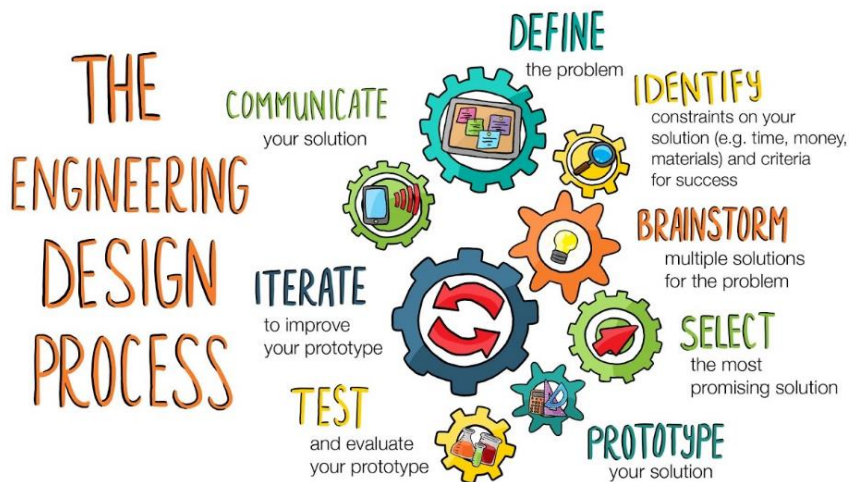 THE
ENGINEERING
DESIGN
PROCESS
DEFINE
the problem
IDENTIFY
constraints on your
solution (e.g. time, money,
materials) and criteria
for success
BRAINSTORM
multiple solutions
for the problem
SELECT
the most
promising solution
PROTOTYPE
your solution
TEST
and evaluate
your prototype
ITERATE
to improve
your prototype
COMMUNICATE
your solution